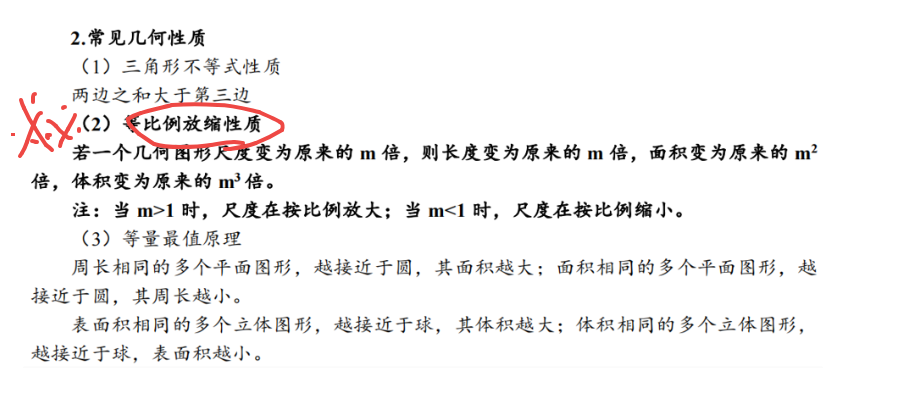 2.常见几何性质
（1）三角形不等式性质
两边之和大于第三边
（2）等比例放缩性质
若一个几何图形尺度变为原来的 m 倍，则长度变为原来的 m 倍，面积变为原来的 m²
倍，体积变为原来的 m³倍。
注：当 m>1 时，尺度在按比例放大；当 m<1 时，尺度在按比例缩小。
（3）等量最值原理
周长相同的多个平面图形，越接近于圆，其面积越大；面积相同的多个平面图形，越
接近于圆，其周长越小。
表面积相同的多个立体图形，越接近于球，其体积越大；体积相同的多个立体图形，
越接近于球，表面积越小。